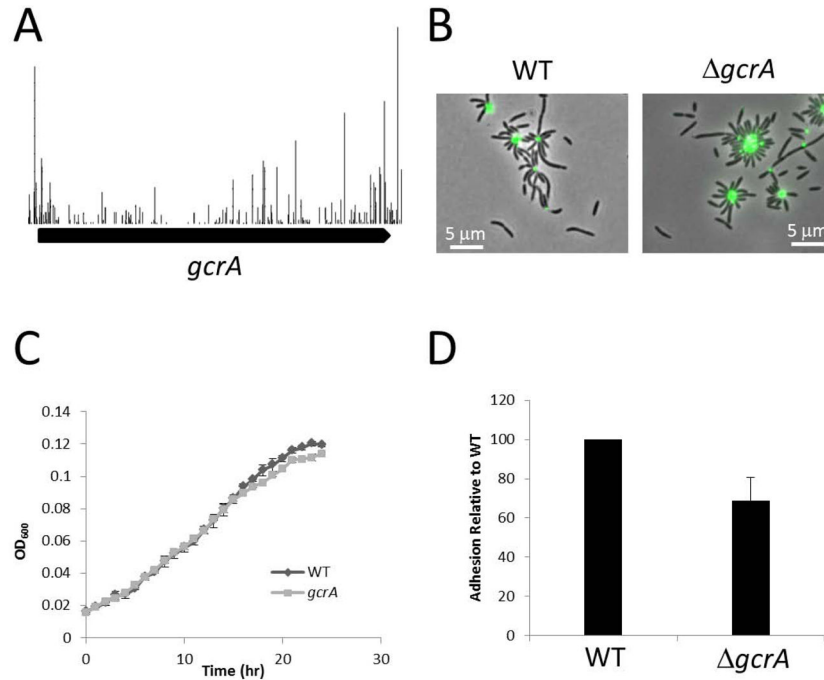 A
gcrA
B
WT
ΔgcrA
5 μm
5 μm
C
0.14
0.12
0.1
0.08
0.06
0.04
0.02
0
OD600
WT
gcrA
0
10
20
30
Time (hr)
D
120
100
80
60
40
20
0
Adhesion Relative to WT
WT
ΔgcrA